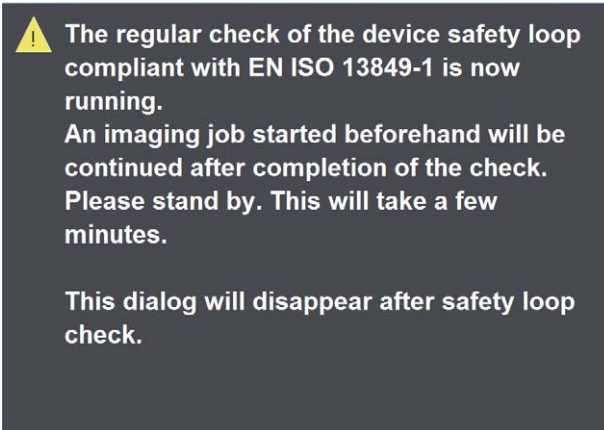 The regular check of the device safety loop
compliant with EN ISO 13849-1 is now
running.
An imaging job started beforehand will be
continued after completion of the check.
Please stand by. This will take a few
minutes.
This dialog will disappear after safety loop
check.